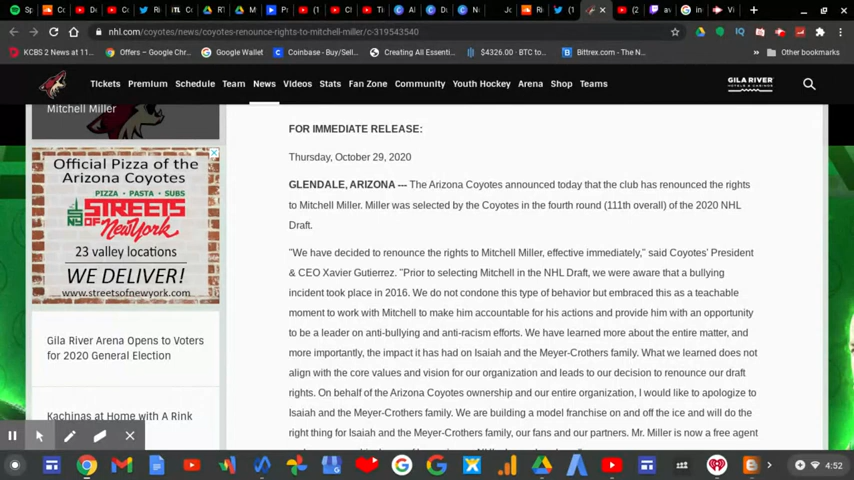 nhl.com/coyotes/news/coyotes-renounce-rights-to-mitchell-miller/c-319543540
KCBS 2 News at 11... Offers – Google Chr... Google Wallet Coinbase - Buy/Sell... Creating All Essenti... $4326.00 - BTC to... Bittrex.com - The N... Other bookmarks
Tickets Premium Schedule Team News Videos Stats Fan Zone Community Youth Hockey Arena Shop Teams
GILA RIVER
Mitchell Miller
FOR IMMEDIATE RELEASE:
Thursday, October 29, 2020
GLENDALE, ARIZONA --- The Arizona Coyotes announced today that the club has renounced the rights
to Mitchell Miller. Miller was selected by the Coyotes in the fourth round (111th overall) of the 2020 NHL
Draft.
"We have decided to renounce the rights to Mitchell Miller, effective immediately," said Coyotes' President
& CEO Xavier Gutierrez. "Prior to selecting Mitchell in the NHL Draft, we were aware that a bullying
incident took place in 2016. We do not condone this type of behavior but embraced this as a teachable
moment to work with Mitchell to make him accountable for his actions and provide him with an opportunity
to be a leader on anti-bullying and anti-racism efforts. We have learned more about the entire matter, and
more importantly, the impact it has had on Isaiah and the Meyer-Crothers family. What we learned does not
align with the core values and vision for our organization and leads to our decision to renounce our draft
rights. On behalf of the Arizona Coyotes ownership and our entire organization, I would like to apologize to
Isaiah and the Meyer-Crothers family. We are building a model franchise on and off the ice and will do the
right thing for Isaiah and the Meyer-Crothers family, our fans and our partners. Mr. Miller is now a free agent
Official Pizza of the
Arizona Coyotes
PIZZA • PASTA • SUBS
STREETS
of NewYork
23 valley locations
WE DELIVER!
www.streetsofnewyork.com
Gila River Arena Opens to Voters
for 2020 General Election
Kachinas at Home with A Rink
4:52